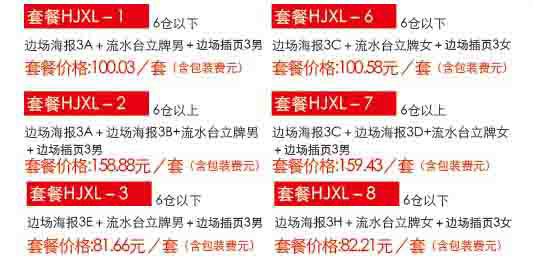 套餐HJXL-1 6仓以下
边场海报3A+流水台立牌男+边场插页3男
套餐价格:100.03/套（含包装费元）
套餐HJXL-2 6仓以上
边场海报3A+边场海报3B+流水台立牌男
+边场插页3男
套餐价格:158.88元/套（含包装费元）
套餐HJXL-3 6仓以下
边场海报3E+流水台立牌男+边场插页3男
套餐价格:81.66元/套（含包装费元）
套餐HJXL-6 6仓以下
边场海报3C+流水台立牌女+边场插页3女
套餐价格:100.58元/套（含包装费元）
套餐HJXL-7 6仓以上
边场海报3C+边场海报3D+流水台立牌女
+边场插页3男
套餐价格:159.43/套（含包装费元）
套餐HJXL-8 6仓以下
边场海报3H+流水台立牌女+边场插页3女
套餐价格:82.21元/套（含包装费元）